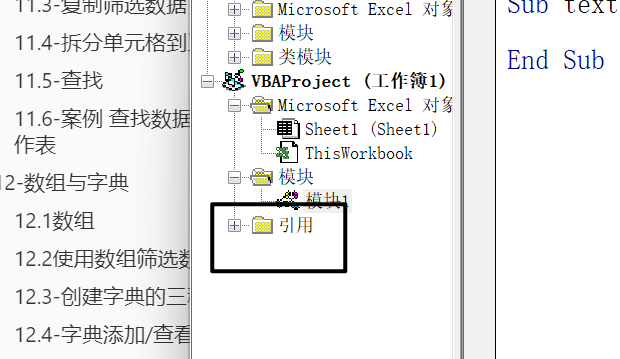 11.3-复制筛选数据
11.4-拆分单元格到
11.5-查找
11.6-案例 查找数据
作表
12-数组与字典
12.1数组
12.2使用数组筛选数
12.3-创建字典的三
12.4-字典添加/查看
Microsoft Excel 对象
模块
类模块
VBAProject (工作簿1)
Microsoft Excel 对象
Sheet1 (Sheet1)
ThisWorkbook
模块
模块1
引用
Sub text
End Sub